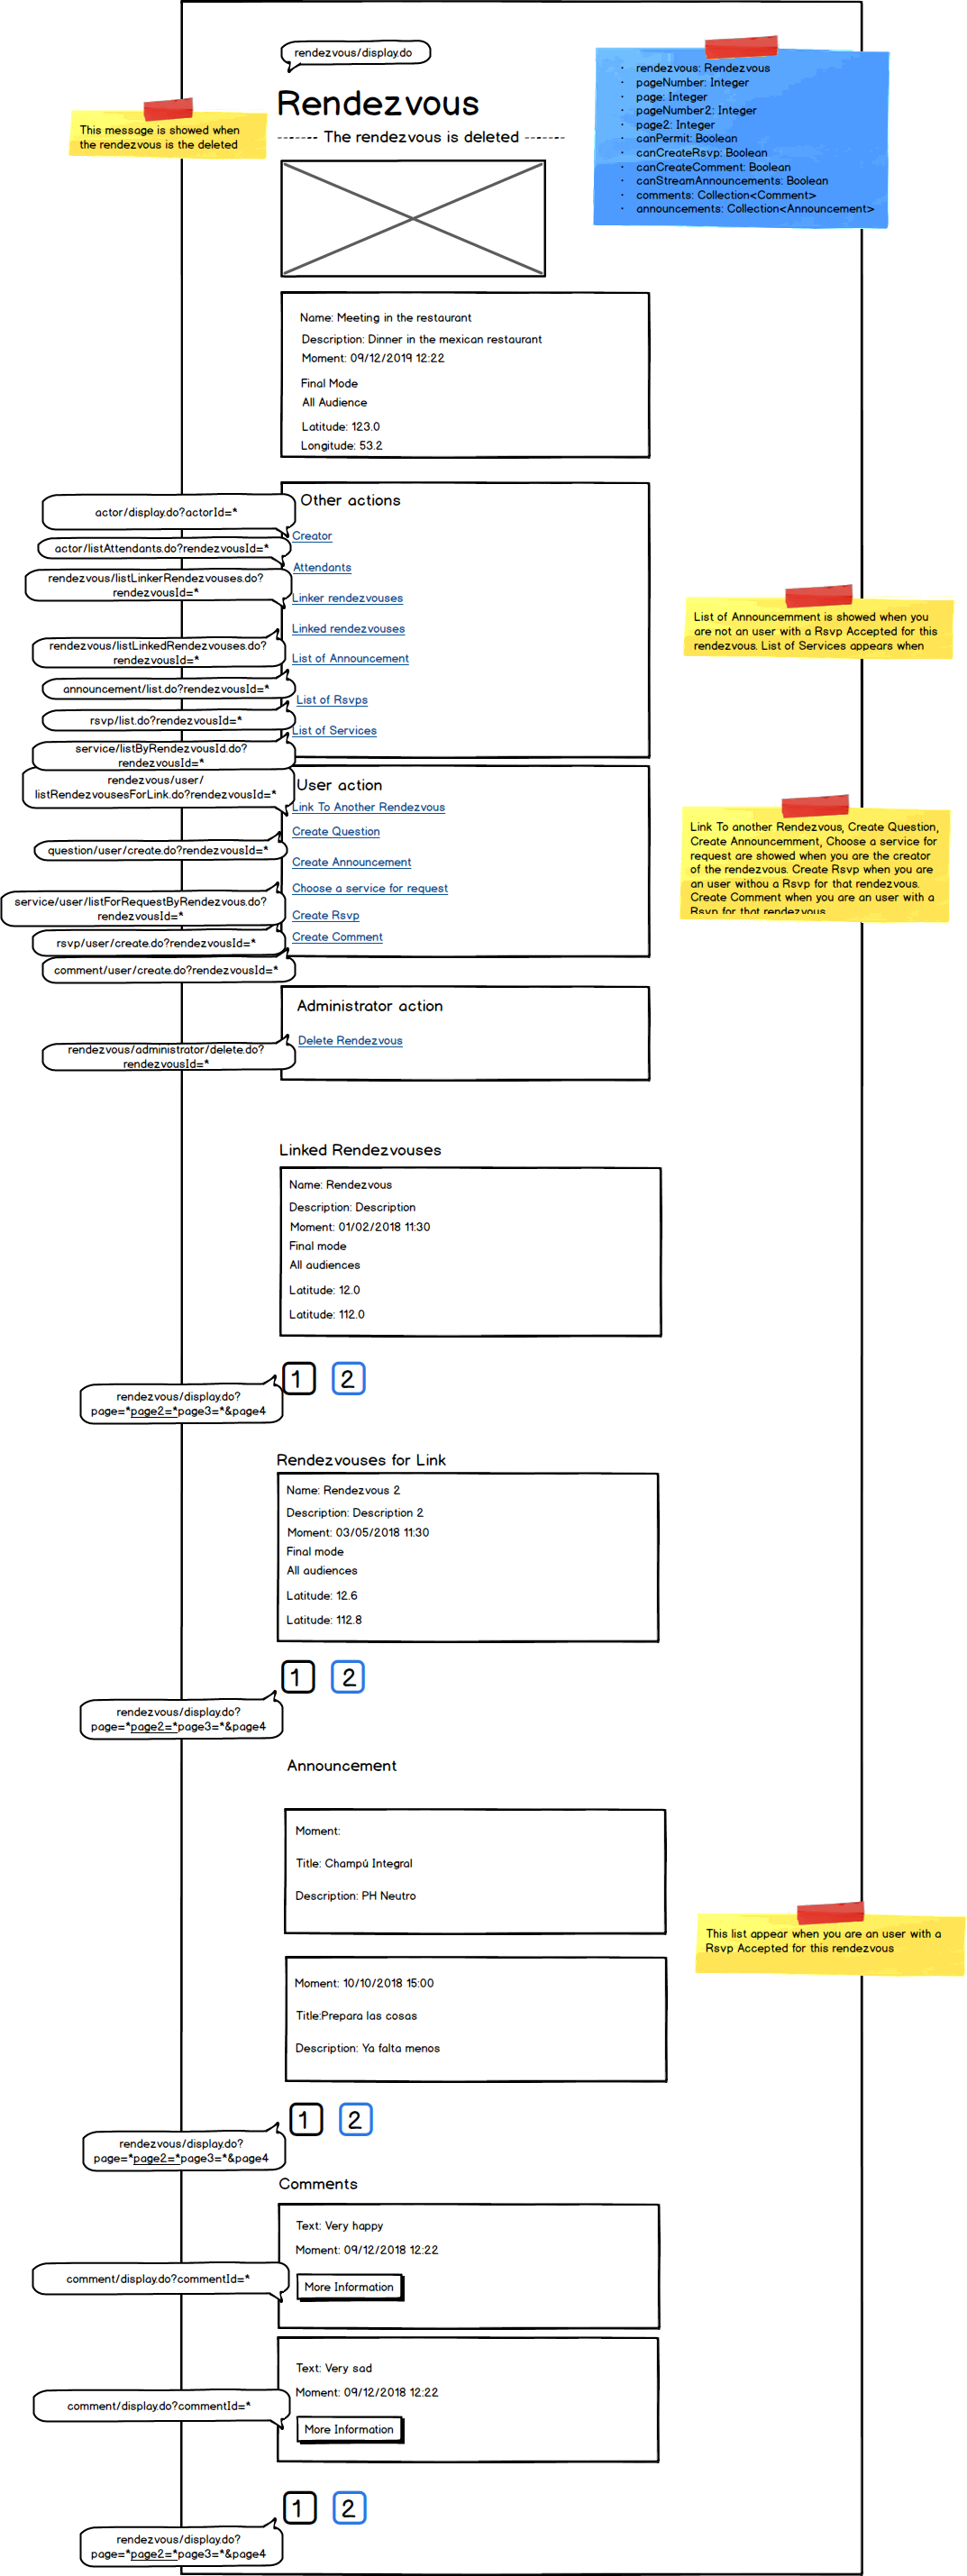 rendezvous/display.do
· rendezvous: Rendezvous
· pageNumber: Integer
· page: Integer
· pageNumber2: Integer
· page2: Integer
· canPermit: Boolean
· canCreateRsvp: Boolean
· canCreateComment: Boolean
· canStreamAnnouncements: Boolean
· comments: Collection<Comment>
· announcements: Collection<Announcement>
Rendezvous
This message is showed when
the rendezvous is the deleted
------- The rendezvous is deleted -------
Name: Meeting in the restaurant
Description: Dinner in the mexican restaurant
Moment: 09/12/2019 12:22
Final Mode
All Audience
Latitude: 123.0
Longitude: 53.2
Other actions
actor/display.do?actorId=*
Creator
actor/listAttendants.do?rendezvousId=*
Attendants
rendezvous/listLinkerRendezvouses.do?
rendezvousId=*
Linker rendezvouses
Linked rendezvouses
rendezvous/listLinkedRendezvouses.do?
rendezvousId=*
List of Announcement
announcement/list.do?rendezvousId=*
List of Rsvps
rsvp/list.do?rendezvousId=*
List of Services
service/listByRendezvousId.do?
rendezvousId=*
List of Announcemment is showed when you
are not an user with a Rsvp Accepted for this
rendezvous. List of Services appears when
User action
rendezvous/user/
listRendezvousesForLink.do?rendezvousId=*
Link To Another Rendezvous
Create Question
question/user/create.do?rendezvousId=*
Create Announcement
Choose a service for request
service/user/listForRequestByRendezvous.do?
rendezvousId=*
Create Rsvp
rsvp/user/create.do?rendezvousId=*
Create Comment
comment/user/create.do?rendezvousId=*
Link To another Rendezvous, Create Question,
Create Announcemment, Choose a service for
request are showed when you are the creator
of the rendezvous. Create Rsvp when you are
an user withou a Rsvp for that rendezvous.
Create Comment when you are an user with a
Rsvp for that rendezvous
Administrator action
Delete Rendezvous
rendezvous/administrator/delete.do?
rendezvousId=*
Linked Rendezvouses
Name: Rendezvous
Description: Description
Moment: 01/02/2018 11:30
Final mode
All audiences
Latitude: 12.0
Latitude: 112.0
1 2
rendezvous/display.do?
page=*page2=*page3=*&page4
Rendezvouses for Link
Name: Rendezvous 2
Description: Description 2
Moment: 03/05/2018 11:30
Final mode
All audiences
Latitude: 12.6
Latitude: 112.8
1 2
rendezvous/display.do?
page=*page2=*page3=*&page4
Announcement
Moment:
Title: Champú Integral
Description: PH Neutro
This list appear when you are an user with a
Rsvp Accepted for this rendezvous
Moment: 10/10/2018 15:00
Title:Prepara las cosas
Description: Ya falta menos
1 2
rendezvous/display.do?
page=*page2=*page3=*&page4
Comments
Text: Very happy
Moment: 09/12/2018 12:22
comment/display.do?commentId=*
More Information
Text: Very sad
Moment: 09/12/2018 12:22
comment/display.do?commentId=*
More Information
1 2
rendezvous/display.do?
page=*page2=*page3=*&page4